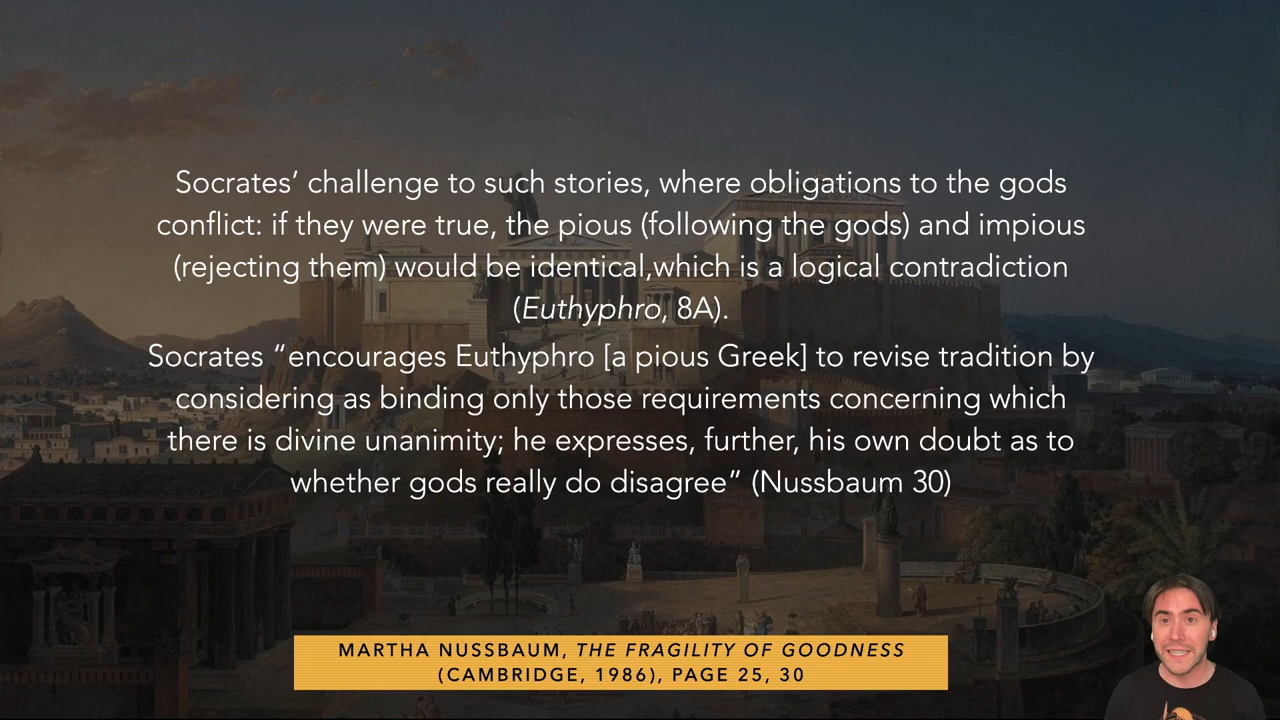 Socrates’ challenge to such stories, where obligations to the gods
conflict: if they were true, the pious (following the gods) and impious
(rejecting them) would be identical,which is a logical contradiction
(Euthyphro, 8A).
Socrates “encourages Euthyphro [a pious Greek] to revise tradition by
considering as binding only those requirements concerning which
there is divine unanimity; he expresses, further, his own doubt as to
whether gods really do disagree” (Nussbaum 30)
MARTHA NUSSBAUM, THE FRAGILITY OF GOODNESS
(CAMBRIDGE, 1986), PAGE 25, 30